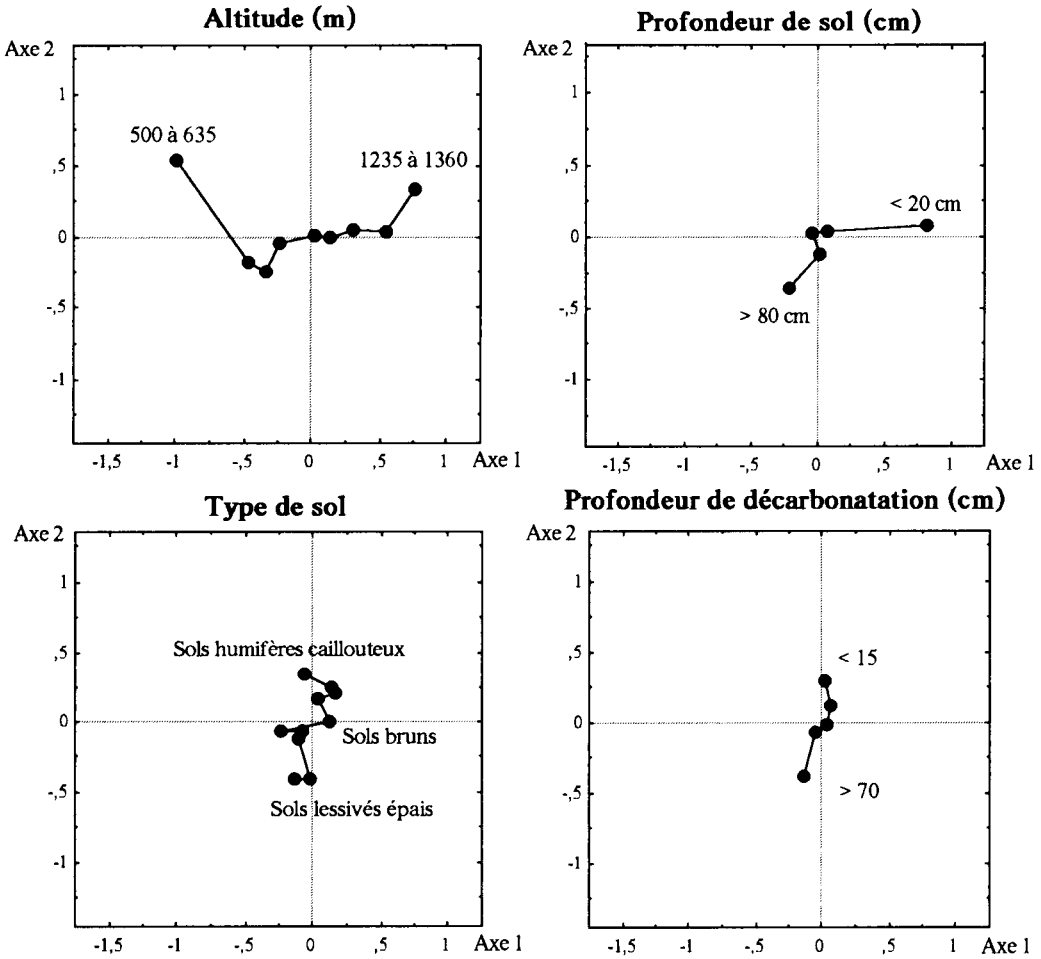 Altitude (m)
Axe 2
1
,5
0
-,5
-1
500 à 635
1235 à 1360
-1,5 -1 -,5 0 ,5 1 Axe 1
Profondeur de sol (cm)
Axe 2
1
,5
0
-,5
-1
< 20 cm
> 80 cm
-1,5 -1 -,5 0 ,5 1 Axe 1
Type de sol
Axe 2
1
,5
0
-,5
-1
Sols humifères caillouteux
Sols bruns
Sols lessivés épais
-1,5 -1 -,5 0 ,5 1 Axe 1
Profondeur de décarbonatation (cm)
Axe 2
1
,5
0
-,5
-1
< 15
> 70
-1,5 -1 -,5 0 ,5 1 Axe 1